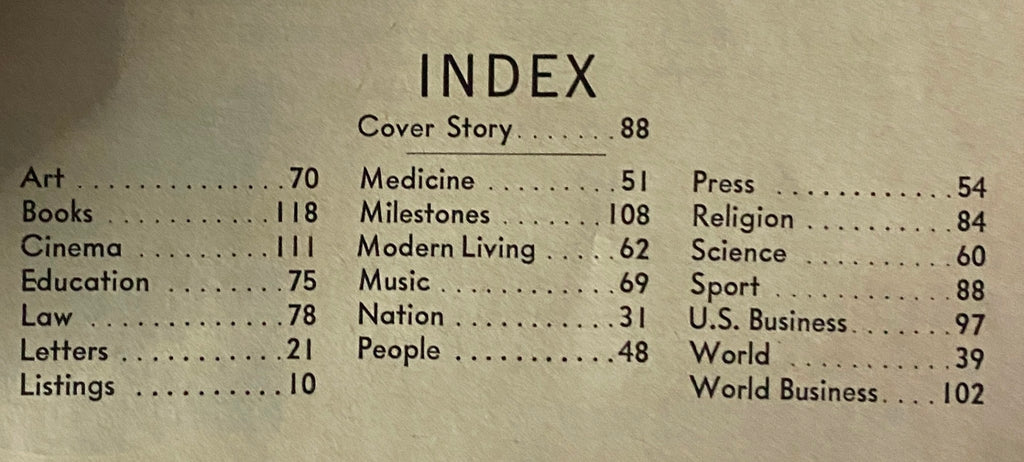 INDEX
Cover Story.......88
Art ..............70
Books ............118
Cinema ..........111
Education ........75
Law .............78
Letters ...........21
Listings ..........10
Medicine .........51
Milestones .......108
Modern Living .....62
Music ............69
Nation ...........31
People ...........48
Press ............54
Religion ..........84
Science ..........60
Sport ............88
U.S. Business.......97
World ...........39
World Business....102